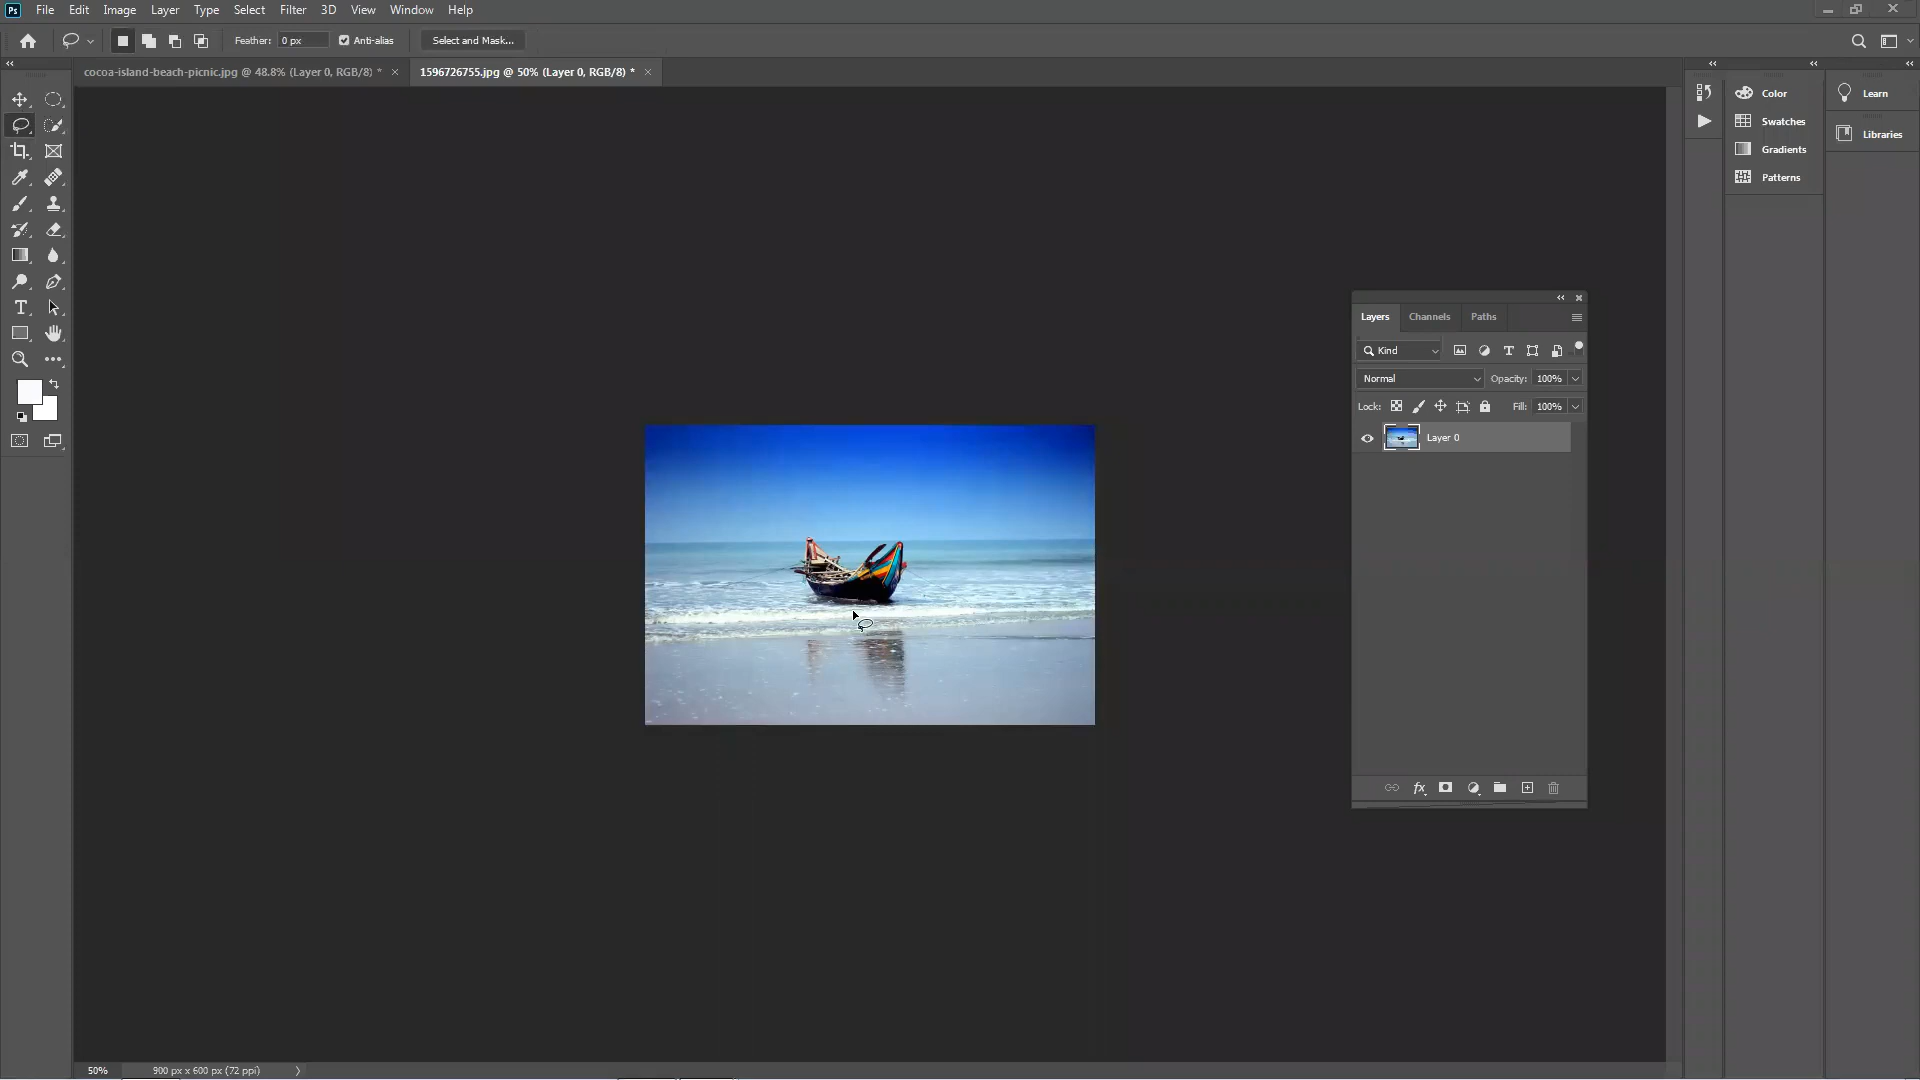 Ps File Edit Image Layer Type Select Filter 3D View Window Help
Feather: 0 px Anti-alias Select and Mask...
cocoa-island-beach-picnic.jpg @ 48.8% (Layer 0, RGB/8) * × 1596726755.jpg @ 50% (Layer 0, RGB/8) * ×
Color
Swatches
Gradients
Patterns
Learn
Libraries
Layers Channels Paths
Kind
Normal Opacity: 100%
Lock: Fill: 100%
Layer 0
fx
50% 900 px x 600 px (72 ppi)